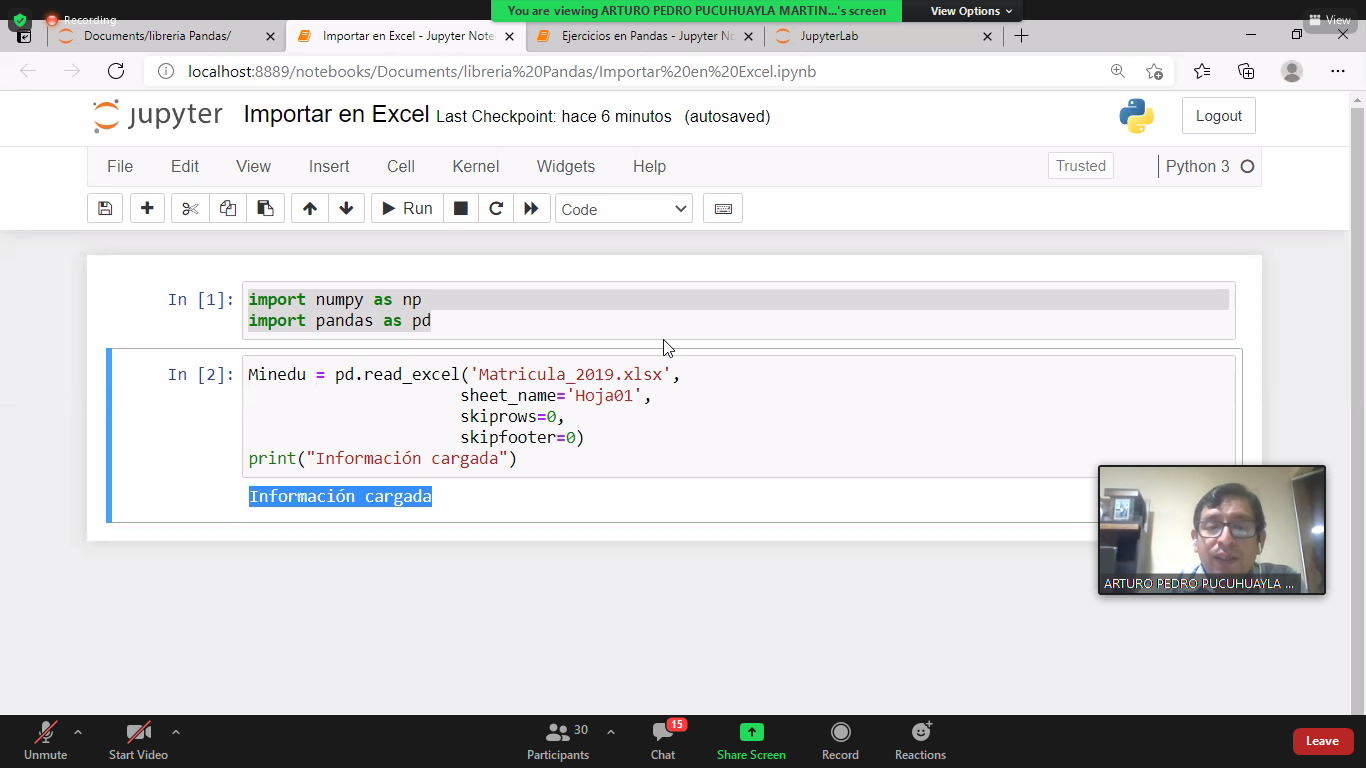 Recording
You are viewing ARTURO PEDRO PUCUHUAYLA MARTIN...'s screen
View Options
View
Documents/libreria Pandas/
Importar en Excel - Jupyter Note
Ejercicios en Pandas - Jupyter No
JupyterLab
localhost:8889/notebooks/Documents/libreria%20Pandas/Importar%20en%20Excel.ipynb
jupyter
Importar en Excel Last Checkpoint: hace 6 minutos (autosaved)
Logout
File Edit View Insert Cell Kernel Widgets Help
Trusted
Python 3
Run
Code
In [1]:
import numpy as np
import pandas as pd
In [2]:
Minedu = pd.read_excel('Matricula_2019.xlsx',
sheet_name='Hoja01',
skiprows=0,
skipfooter=0)
print("Información cargada")
Información cargada
ARTURO PEDRO PUCUHUAYLA ...
Unmute
Start Video
30
Participants
15
Chat
Share Screen
Record
Reactions
Leave